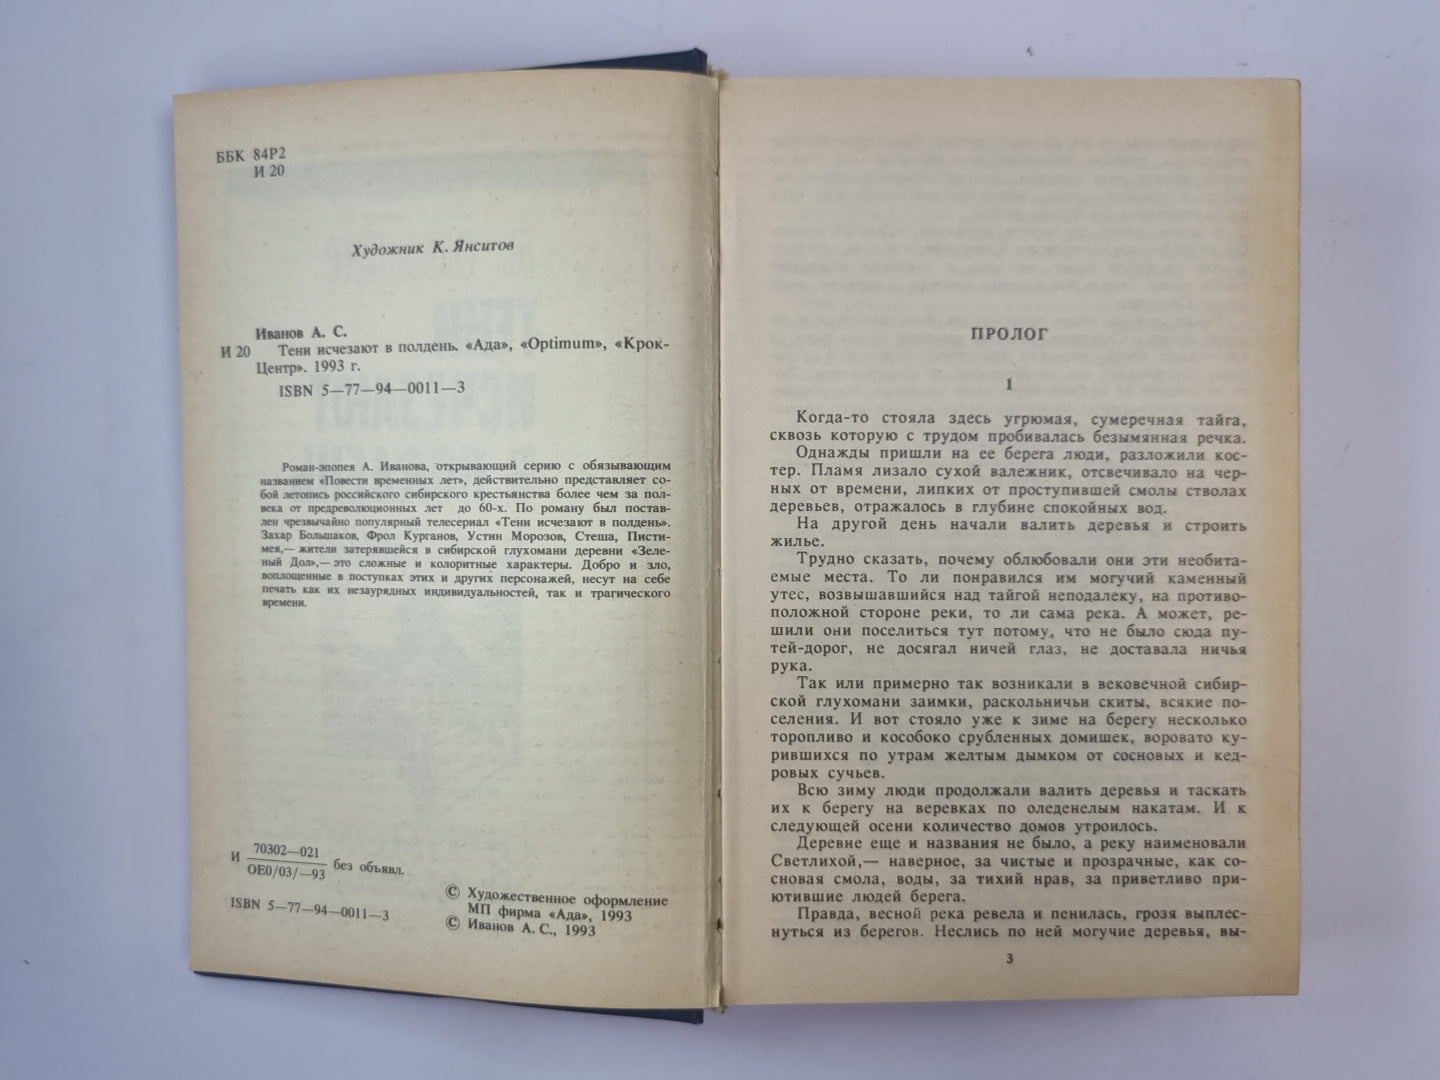 ББК 84Р2
И 20
Художник К. Янситов
Иванов А. С.
И 20 Тени исчезают в полдень. «Ада», «Optimum», «Крок-
Центр». 1993 г.
ISBN 5—77—94—0011—3
Роман-эпопея А. Иванова, открывающий серию с обязывающим
названием «Повести временных лет», действительно представляет со-
бой летопись российского сибирского крестьянства более чем за пол-
века от предреволюционных лет до 60-х. По роману был постав-
лен чрезвычайно популярный телесериал «Тени исчезают в полдень».
Захар Большаков, Фрол Курганов, Устин Морозов, Стеша, Писти-
мея,— жители затерявшейся в сибирской глухомани деревни «Зеле-
ный Дол»,— это сложные и колоритные характеры. Добро и зло,
воплощенные в поступках этих и других персонажей, несут на себе
печать как их незаурядных индивидуальностей, так и трагического
времени.
И 70302—021
ОЕ0/03/—93 без объявл.
ISBN 5—77—94—0011—3
© Художественное оформление
МП фирма «Ада», 1993
© Иванов А. С., 1993
ПРОЛОГ
1
Когда-то стояла здесь угрюмая, сумеречная тайга,
сквозь которую с трудом пробивалась безымянная речка.
Однажды пришли на ее берега люди, разложили кос-
тер. Пламя лизало сухой валежник, отсвечивало на чер-
ных от времени, липких от проступившей смолы стволах
деревьев, отражалось в глубине спокойных вод.
На другой день начали валить деревья и строить
жилье.
Трудно сказать, почему облюбовали они эти необита-
емые места. То ли понравился им могучий каменный
утес, возвышавшийся над тайгой неподалеку, на противо-
положной стороне реки, то ли сама река. А может, ре-
шили они поселиться тут потому, что не было сюда пу-
тей-дорог, не досягал ничей глаз, не доставала ничья
рука.
Так или примерно так возникали в вековечной сибир-
ской глухомани заимки, раскольничьи скиты, всякие по-
селения. И вот стояло уже к зиме на берегу несколько
торопливо и кособоко срубленных домишек, воровато ку-
рившихся по утрам желтым дымком от сосновых и кед-
ровых сучьев.
Всю зиму люди продолжали валить деревья и таскать
их к берегу на веревках по оледенелым накатам. И к
следующей осени количество домов утроилось.
Деревне еще и названия не было, а реку наименовали
Светлихой,— наверное, за чистые и прозрачные, как со-
сновая смола, воды, за тихий нрав, за приветливо при-
ютившие людей берега.
Правда, весной река ревела и пенилась, грозя выплес-
нуться из берегов. Неслись по ней могучие деревья, вы-
3